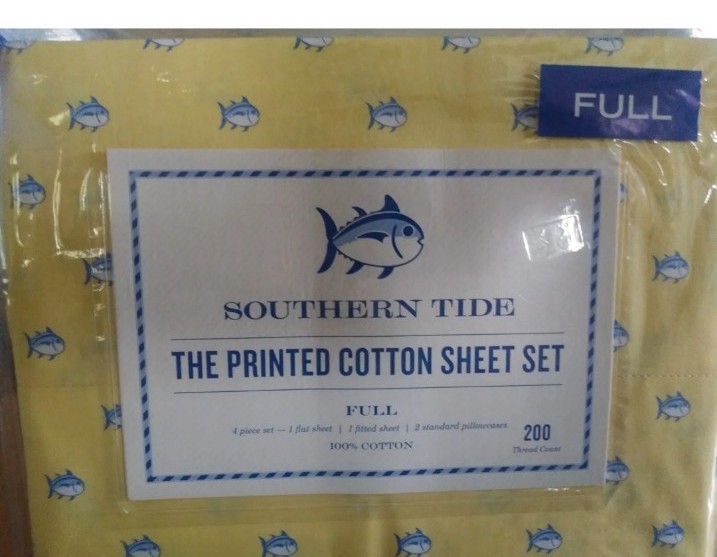 FULL
SOUTHERN TIDE
THE PRINTED COTTON SHEET SET
FULL
4 piece set — 1 flat sheet | 1 fitted sheet | 2 standard pillowcases
100% COTTON
200
Thread Count